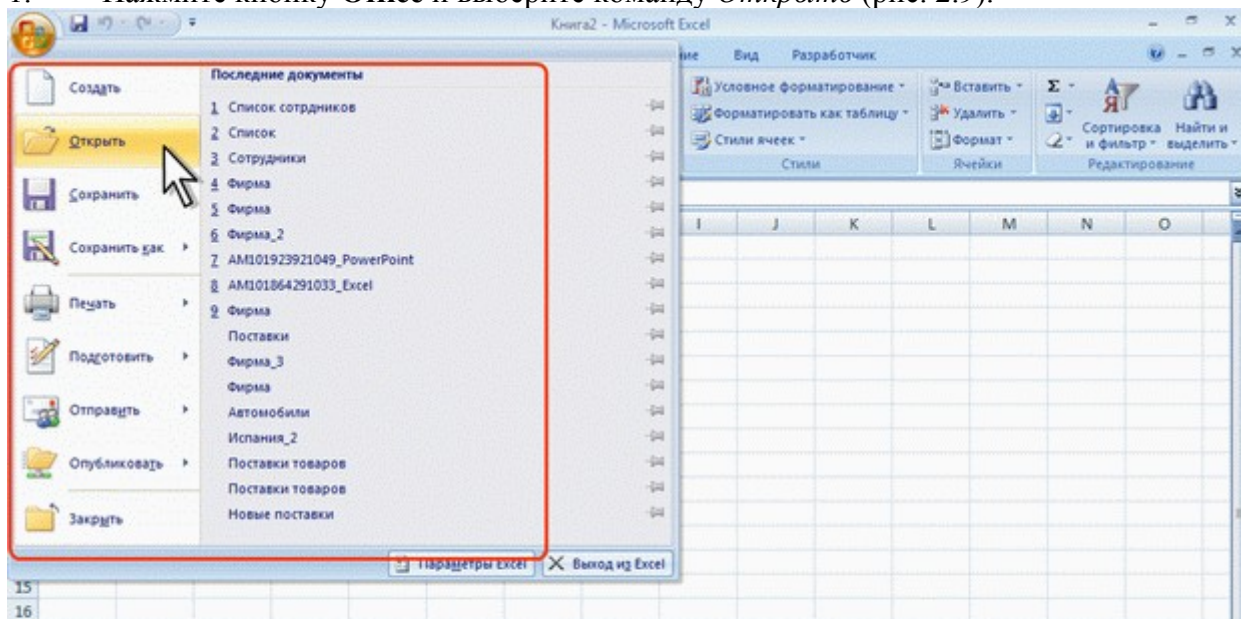 1. Нажмите кнопку Office и выберите команду Открыть (рис. 2.9).
Книга2 - Microsoft Excel
ние Вид Разработчик
Создать
Открыть
Сохранить
Сохранить как
Печать
Подготовить
Отправить
Опубликовать
Закрыть
Последние документы
1 Список сотрдников
2 Список
3 Сотрудники
4 Фирма
5 Фирма
6 Фирма_2
7 AM101923921049_PowerPoint
8 AM101864291033_Excel
9 Фирма
Поставки
Фирма_3
Фирма
Автомобили
Испания_2
Поставки товаров
Поставки товаров
Новые поставки
Параметры Excel
Выход из Excel
Условное форматирование
Форматировать как таблицу
Стили ячеек
Стили
Вставить
Удалить
Формат
Ячейки
Σ
Сортировка
и фильтр
Найти и
выделить
Редактирование
I J K L M N O
15
16